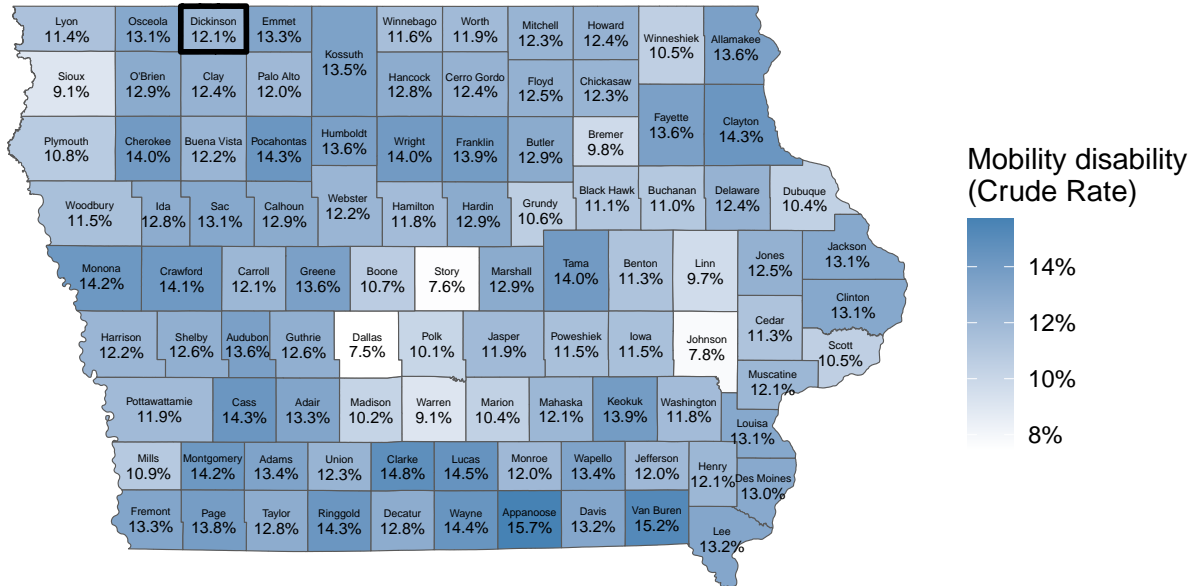 Lyon
11.4%
Osceola
13.1%
Dickinson
12.1%
Emmet
13.3%
Kossuth
13.5%
Winnebago
11.6%
Worth
11.9%
Mitchell
12.3%
Howard
12.4%
Winneshiek
10.5%
Allamakee
13.6%
Sioux
9.1%
O'Brien
12.9%
Clay
12.4%
Palo Alto
12.0%
Hancock
12.8%
Cerro Gordo
12.4%
Floyd
12.5%
Chickasaw
12.3%
Fayette
13.6%
Clayton
14.3%
Plymouth
10.8%
Cherokee
14.0%
Buena Vista
12.2%
Pocahontas
14.3%
Humboldt
13.6%
Wright
14.0%
Franklin
13.9%
Butler
12.9%
Bremer
9.8%
Woodbury
11.5%
Ida
12.8%
Sac
13.1%
Calhoun
12.9%
Webster
12.2%
Hamilton
11.8%
Hardin
12.9%
Grundy
10.6%
Black Hawk
11.1%
Buchanan
11.0%
Delaware
12.4%
Dubuque
10.4%
Monona
14.2%
Crawford
14.1%
Carroll
12.1%
Greene
13.6%
Boone
10.7%
Story
7.6%
Marshall
12.9%
Tama
14.0%
Benton
11.3%
Linn
9.7%
Jones
12.5%
Jackson
13.1%
Clinton
13.1%
Harrison
12.2%
Shelby
12.6%
Audubon
13.6%
Guthrie
12.6%
Dallas
7.5%
Polk
10.1%
Jasper
11.9%
Poweshiek
11.5%
Iowa
11.5%
Johnson
7.8%
Cedar
11.3%
Scott
10.5%
Muscatine
12.1%
Pottawattamie
11.9%
Cass
14.3%
Adair
13.3%
Madison
10.2%
Warren
9.1%
Marion
10.4%
Mahaska
12.1%
Keokuk
13.9%
Washington
11.8%
Louisa
13.1%
Mills
10.9%
Montgomery
14.2%
Adams
13.4%
Union
12.3%
Clarke
14.8%
Lucas
14.5%
Monroe
12.0%
Wapello
13.4%
Jefferson
12.0%
Henry
12.1%
Des Moines
13.0%
Fremont
13.3%
Page
13.8%
Taylor
12.8%
Ringgold
14.3%
Decatur
12.8%
Wayne
14.4%
Appanoose
15.7%
Davis
13.2%
Van Buren
15.2%
Lee
13.2%
Mobility disability
(Crude Rate)
14%
12%
10%
8%